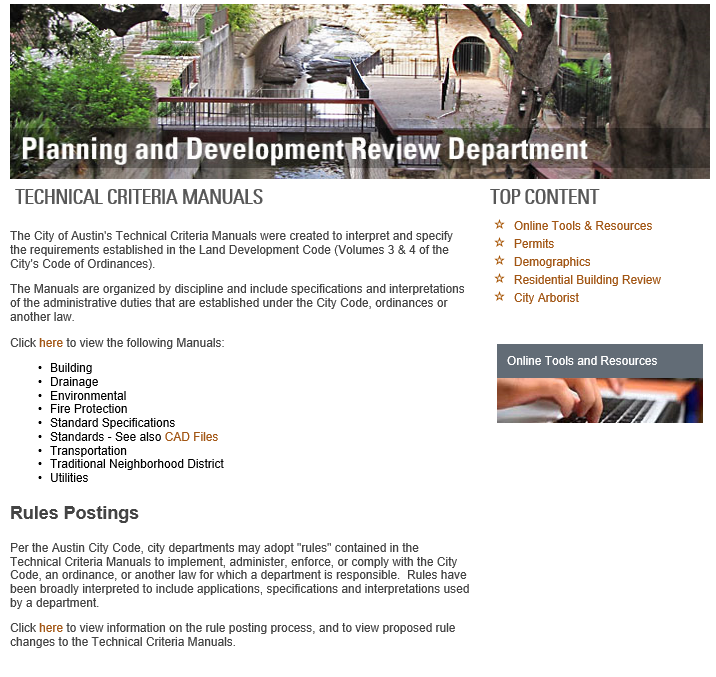 Planning and Development Review Department
TECHNICAL CRITERIA MANUALS
The City of Austin's Technical Criteria Manuals were created to interpret and specify
the requirements established in the Land Development Code (Volumes 3 & 4 of the
City's Code of Ordinances).
The Manuals are organized by discipline and include specifications and interpretations
of the administrative duties that are established under the City Code, ordinances or
another law.
Click here to view the following Manuals:
• Building
• Drainage
• Environmental
• Fire Protection
• Standard Specifications
• Standards - See also CAD Files
• Transportation
• Traditional Neighborhood District
• Utilities
Rules Postings
Per the Austin City Code, city departments may adopt "rules" contained in the
Technical Criteria Manuals to implement, administer, enforce, or comply with the City
Code, an ordinance, or another law for which a department is responsible.  Rules have
been broadly interpreted to include applications, specifications and interpretations used
by a department.
Click here to view information on the rule posting process, and to view proposed rule
changes to the Technical Criteria Manuals.
TOP CONTENT
Online Tools & Resources
Permits
Demographics
Residential Building Review
City Arborist
Online Tools and Resources